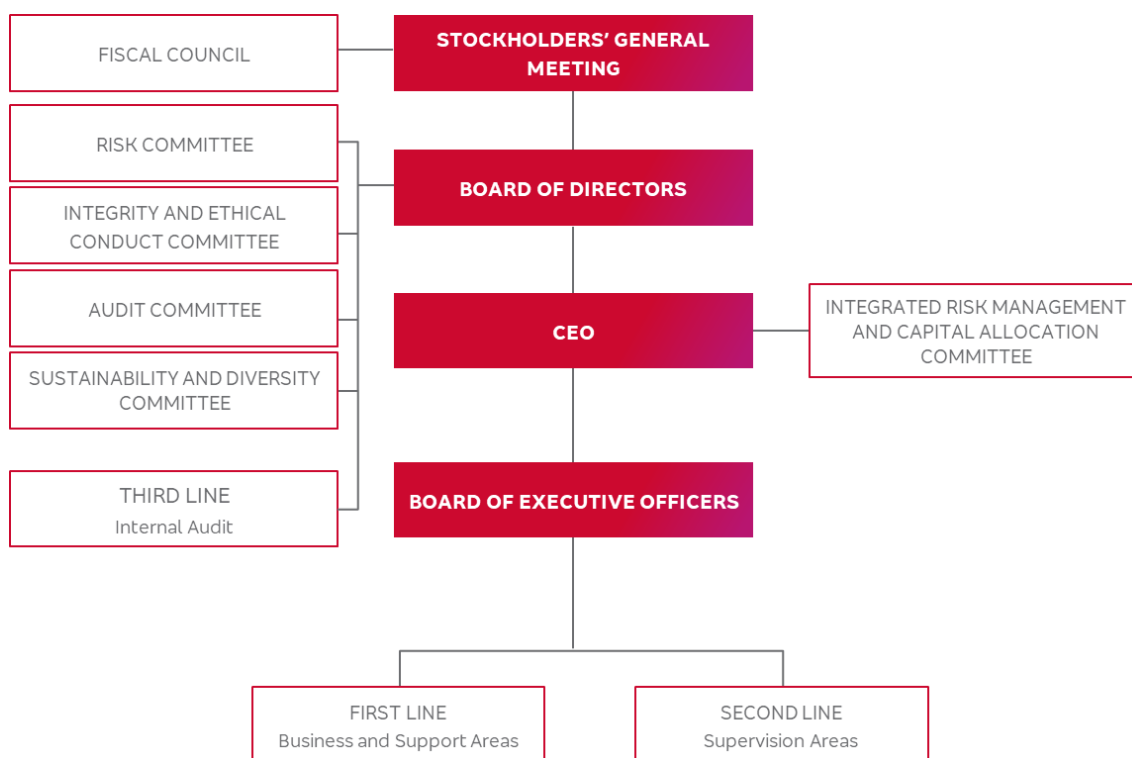 FISCAL COUNCIL
STOCKHOLDERS’ GENERAL
MEETING
RISK COMMITTEE
BOARD OF DIRECTORS
INTEGRITY AND ETHICAL
CONDUCT COMMITTEE
AUDIT COMMITTEE
CEO
INTEGRATED RISK MANAGEMENT
AND CAPITAL ALLOCATION
COMMITTEE
SUSTAINABILITY AND DIVERSITY
COMMITTEE
THIRD LINE
Internal Audit
BOARD OF EXECUTIVE OFFICERS
FIRST LINE
Business and Support Areas
SECOND LINE
Supervision Areas